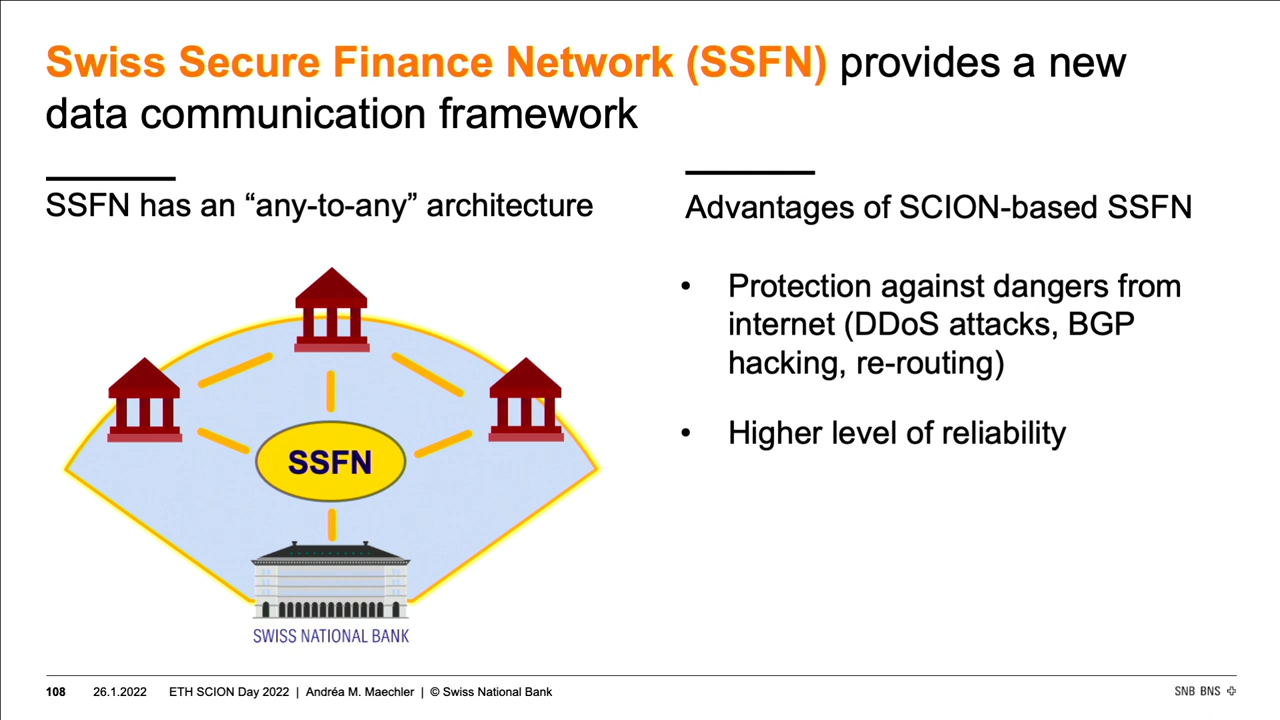 Swiss Secure Finance Network (SSFN) provides a new
data communication framework
SSFN has an “any-to-any” architecture
SSFN
SWISS NATIONAL BANK
Advantages of SCION-based SSFN
• Protection against dangers from
internet (DDoS attacks, BGP
hacking, re-routing)
• Higher level of reliability
108 26.1.2022 ETH SCION Day 2022 | Andréa M. Maechler | © Swiss National Bank
SNB BNS